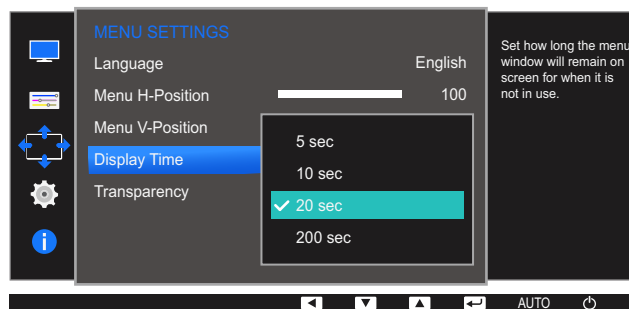 MENU SETTINGS
Language English
Menu H-Position 100
Menu V-Position
Display Time
Transparency
5 sec
10 sec
20 sec
200 sec
Set how long the menu
window will remain on
screen for when it is
not in use.
AUTO